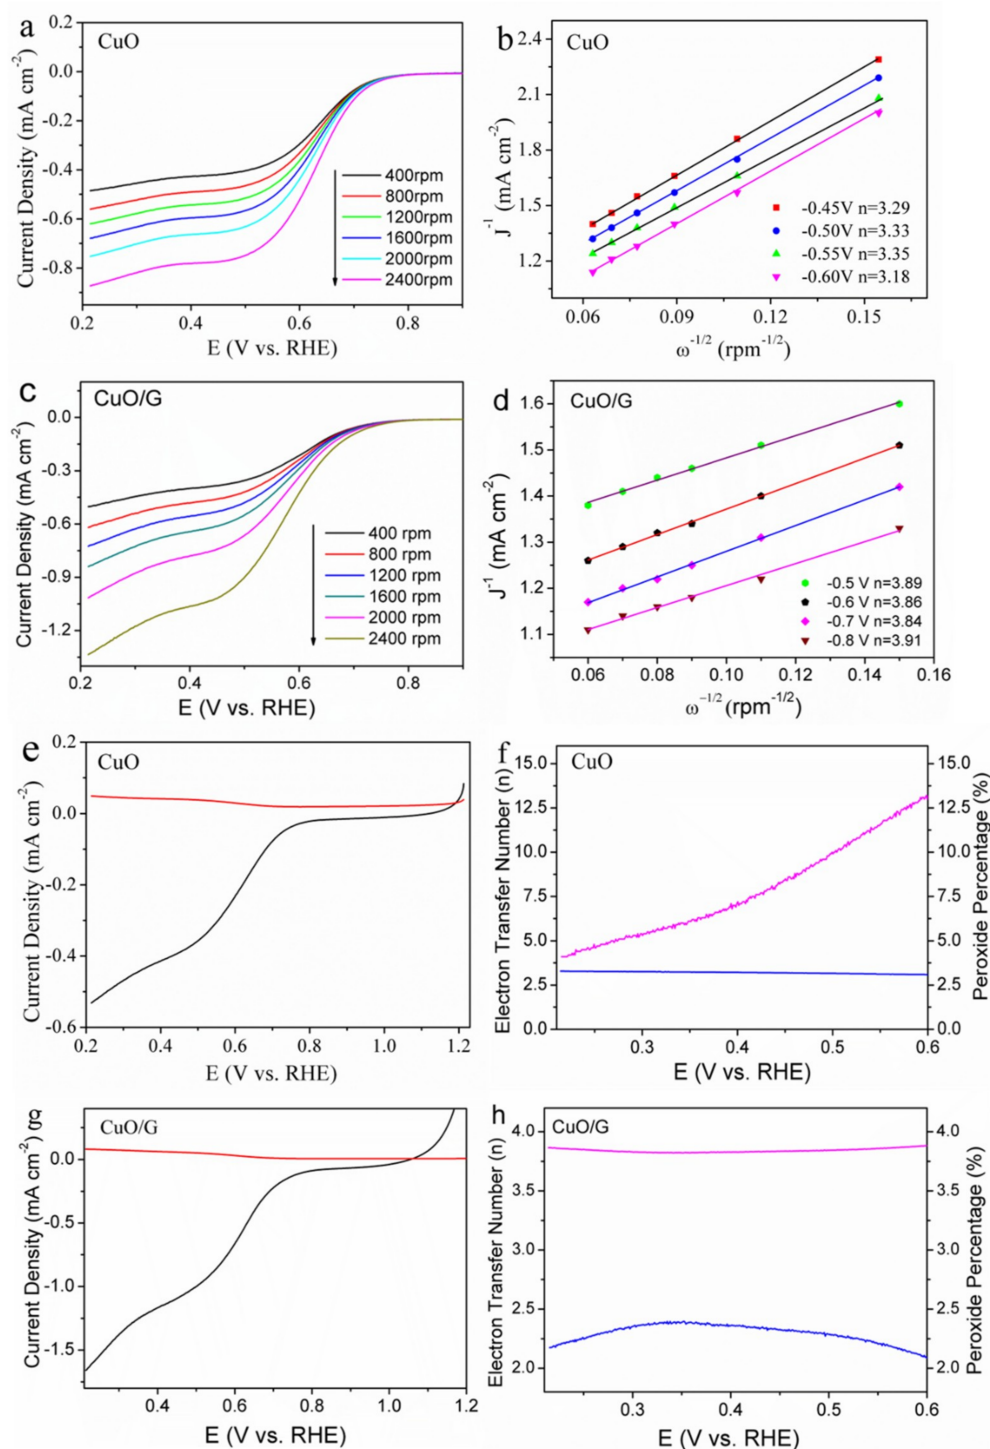 a
CuO
Current Density (mA cm⁻²)
0.2
0.0
-0.2
-0.4
-0.6
-0.8
400rpm
800rpm
1200rpm
1600rpm
2000rpm
2400rpm
0.2 0.4 0.6 0.8
E (V vs. RHE)
b
CuO
J⁻¹ (mA cm⁻²)
2.4
2.1
1.8
1.5
1.2
-0.45V n=3.29
-0.50V n=3.33
-0.55V n=3.35
-0.60V n=3.18
0.06 0.09 0.12 0.15
ω⁻¹/² (rpm⁻¹/²)
c
CuO/G
Current Density (mA cm⁻²)
0.0
-0.3
-0.6
-0.9
-1.2
400 rpm
800 rpm
1200 rpm
1600 rpm
2000 rpm
2400 rpm
0.2 0.4 0.6 0.8
E (V vs. RHE)
d
CuO/G
J⁻¹ (mA cm⁻²)
1.6
1.5
1.4
1.3
1.2
1.1
-0.5 V n=3.89
-0.6 V n=3.86
-0.7 V n=3.84
-0.8 V n=3.91
0.06 0.08 0.10 0.12 0.14 0.16
ω⁻¹/² (rpm⁻¹/²)
e
CuO
Current Density (mA cm⁻²)
0.2
0.0
-0.2
-0.4
-0.6
0.2 0.4 0.6 0.8 1.0 1.2
E (V vs. RHE)
f
CuO
Electron Transfer Number (n)
15.0
12.5
10.0
7.5
5.0
2.5
0.0
15.0
12.5
10.0
7.5
5.0
2.5
0.0
Peroxide Percentage (%)
0.3 0.4 0.5 0.6
E (V vs. RHE)
g
CuO/G
Current Density (mA cm⁻²)
0.0
-0.5
-1.0
-1.5
0.4 0.6 0.8 1.0 1.2
E (V vs. RHE)
h
CuO/G
Electron Transfer Number (n)
4.0
3.5
3.0
2.5
2.0
4.0
3.5
3.0
2.5
2.0
Peroxide Percentage (%)
0.3 0.4 0.5 0.6
E (V vs. RHE)